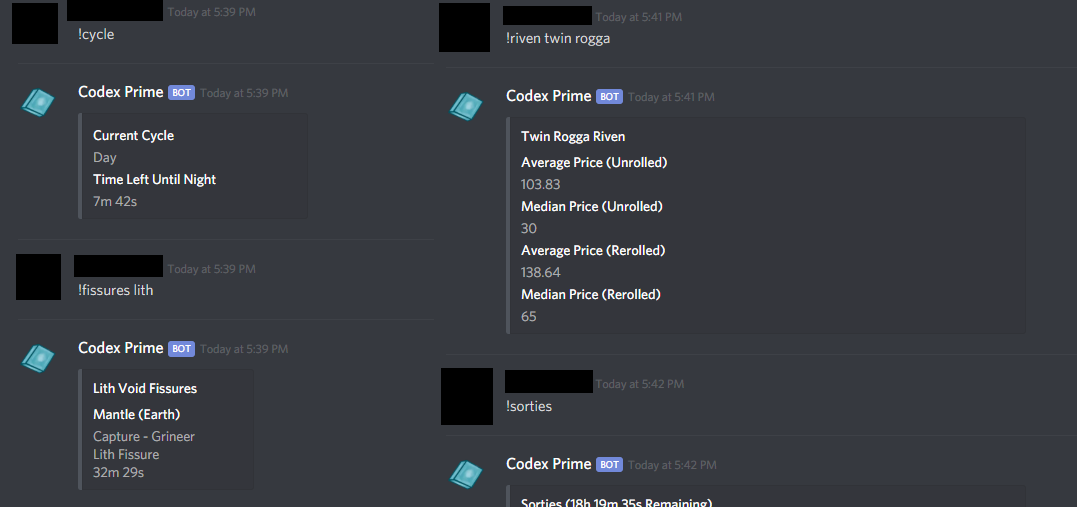 Today at 5:39 PM
!cycle
Codex Prime BOT Today at 5:39 PM
Current Cycle
Day
Time Left Until Night
7m 42s
Today at 5:39 PM
!fissures lith
Codex Prime BOT Today at 5:39 PM
Lith Void Fissures
Mantle (Earth)
Capture - Grineer
Lith Fissure
32m 29s
Today at 5:41 PM
!riven twin rogga
Codex Prime BOT Today at 5:41 PM
Twin Rogga Riven
Average Price (Unrolled)
103.83
Median Price (Unrolled)
30
Average Price (Rerolled)
138.64
Median Price (Rerolled)
65
Today at 5:42 PM
!sorties
Codex Prime BOT Today at 5:42 PM
Sorties (18h 19m 35s Remaining)